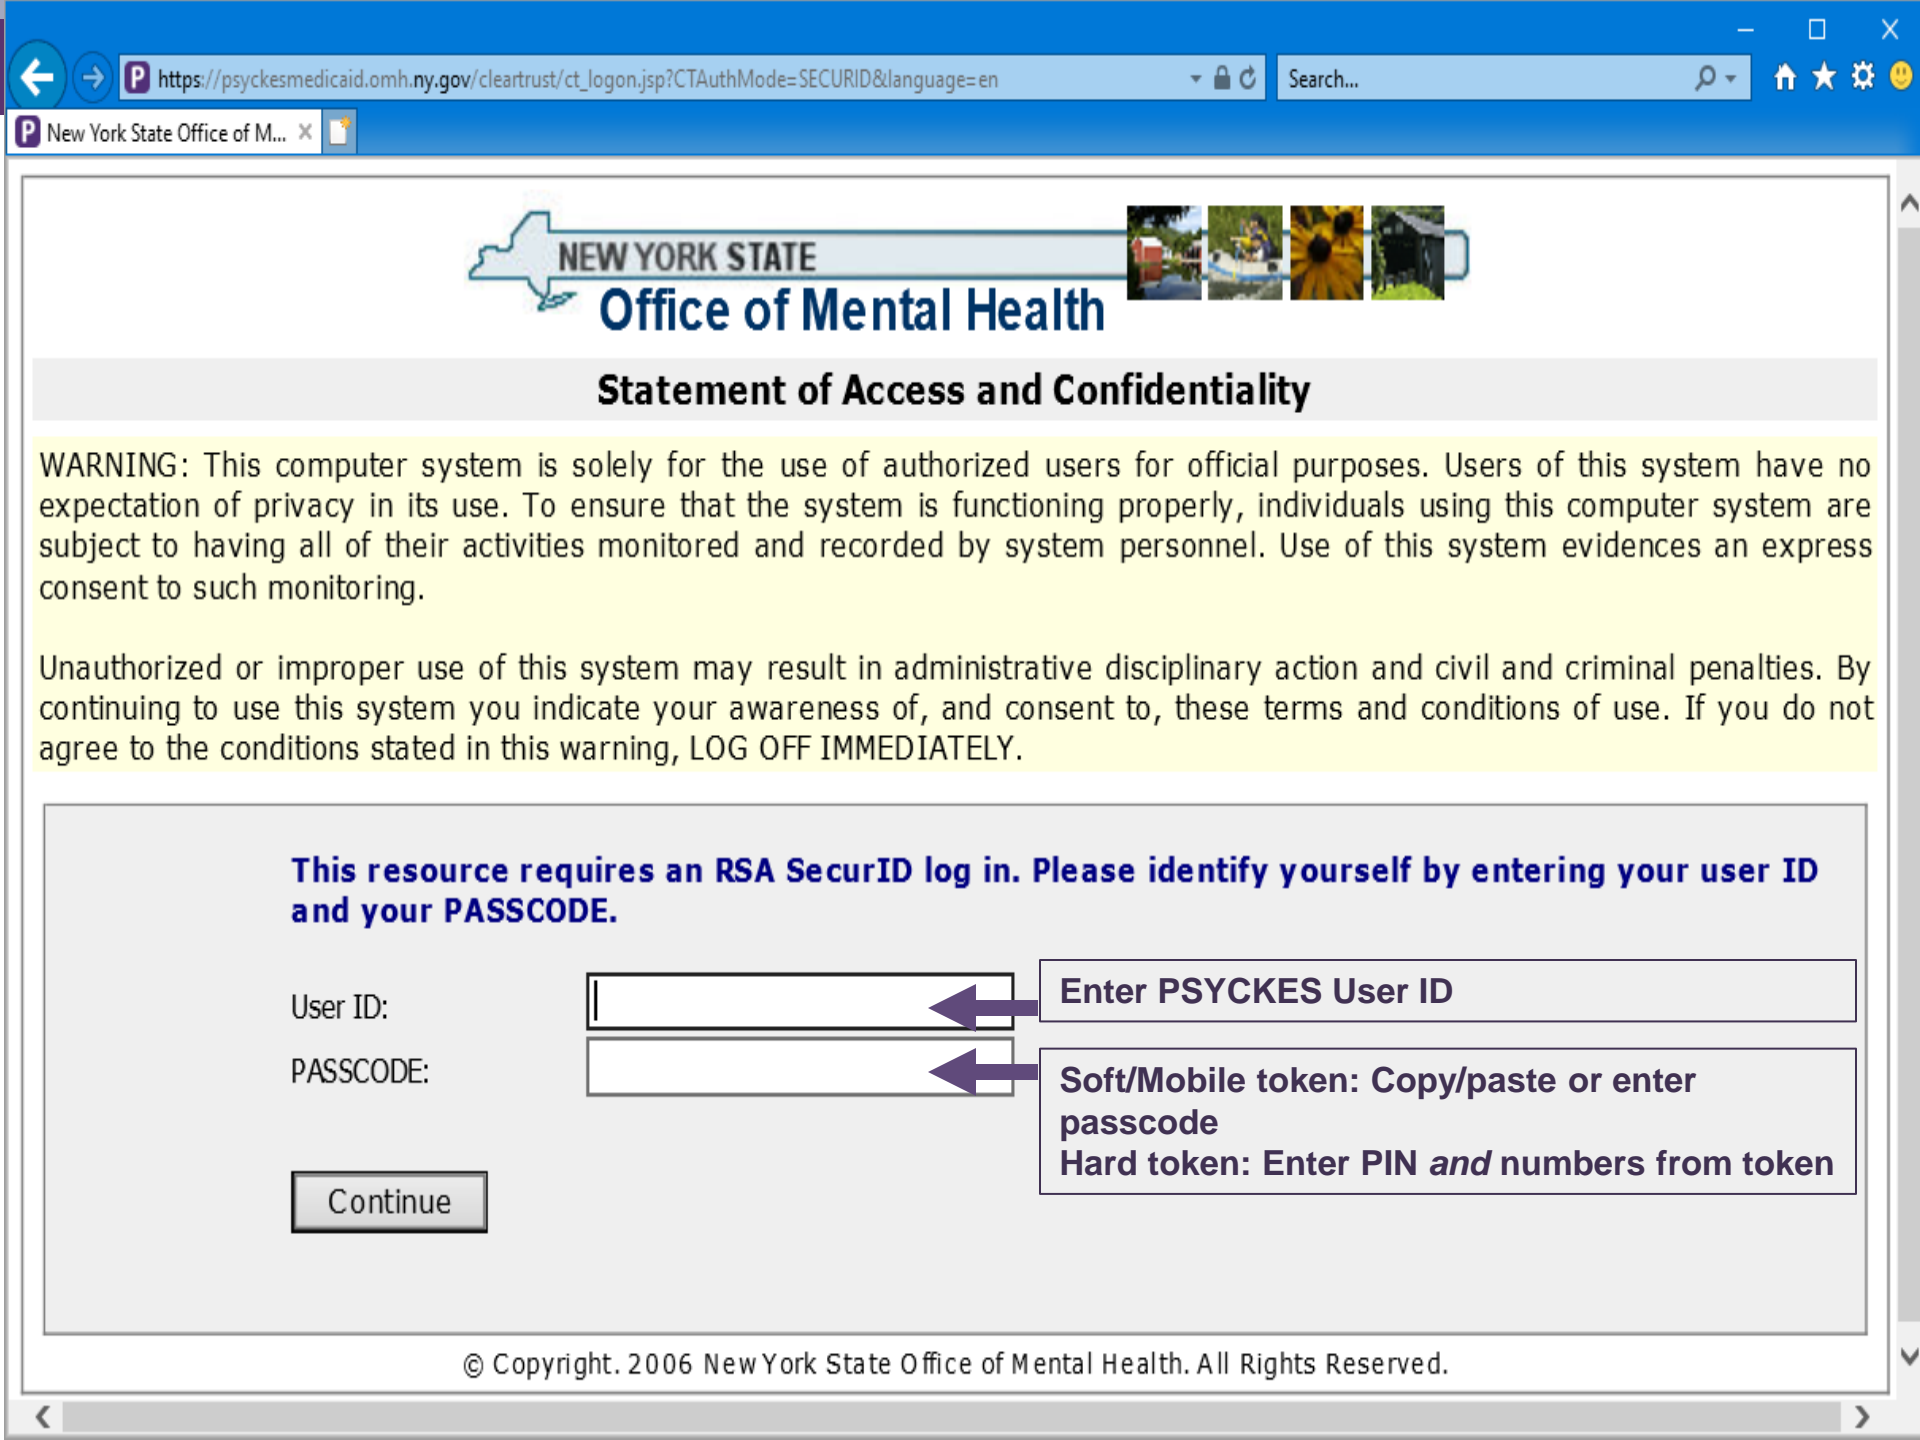 https://psyckesmedicaid.omh.ny.gov/cleartrust/ct_logon.jsp?CTAuthMode=SECURID&language=en
Search...
P New York State Office of M...
NEW YORK STATE
Office of Mental Health
Statement of Access and Confidentiality
WARNING: This computer system is solely for the use of authorized users for official purposes. Users of this system have no
expectation of privacy in its use. To ensure that the system is functioning properly, individuals using this computer system are
subject to having all of their activities monitored and recorded by system personnel. Use of this system evidences an express
consent to such monitoring.
Unauthorized or improper use of this system may result in administrative disciplinary action and civil and criminal penalties. By
continuing to use this system you indicate your awareness of, and consent to, these terms and conditions of use. If you do not
agree to the conditions stated in this warning, LOG OFF IMMEDIATELY.
This resource requires an RSA SecurID log in. Please identify yourself by entering your user ID
and your PASSCODE.
User ID:
Enter PSYCKES User ID
PASSCODE:
Soft/Mobile token: Copy/paste or enter
passcode
Hard token: Enter PIN and numbers from token
Continue
© Copyright. 2006 New York State Office of Mental Health. All Rights Reserved.